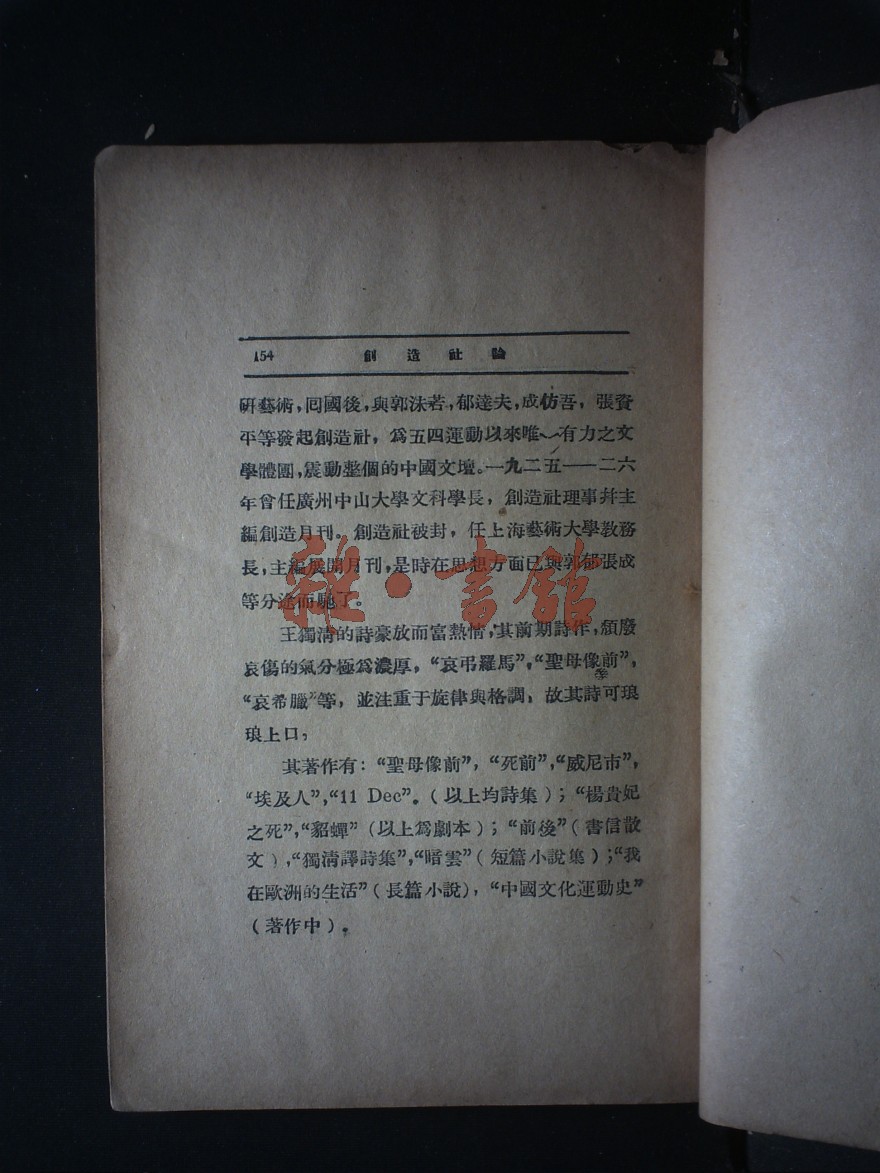 154 創造社論
研藝術，囘國後，與郭沫若，郁達夫，成仿吾，張資
平等發起創造社，爲五四運動以來唯一有力之文
學體團，震動整個的中國文壇。一九二五——二六
年曾任廣州中山大學文科學長，創造社理事幷主
編創造月刊。創造社被封，任上海藝術大學教務
長，主編展開月刊，是時在思想方面已與郭郁張成
等分途而馳了。
王獨清的詩豪放而富熱情，其前期詩作，頹廢
哀傷的氣分極爲濃厚，“哀弔羅馬”，“聖母像前”，
“哀希臘”等，並注重于旋律與格調，故其詩可琅
琅上口，
其著作有：“聖母像前”，“死前”，“威尼市”，
“埃及人”，“11 Dec”。（以上均詩集）；“楊貴妃
之死”，“貂蟬”（以上爲劇本）；“前後”（書信散
文），“獨清譯詩集”，“暗雲”（短篇小說集）；“我
在歐洲的生活”（長篇小說），“中國文化運動史”
（著作中）。
雜·書館